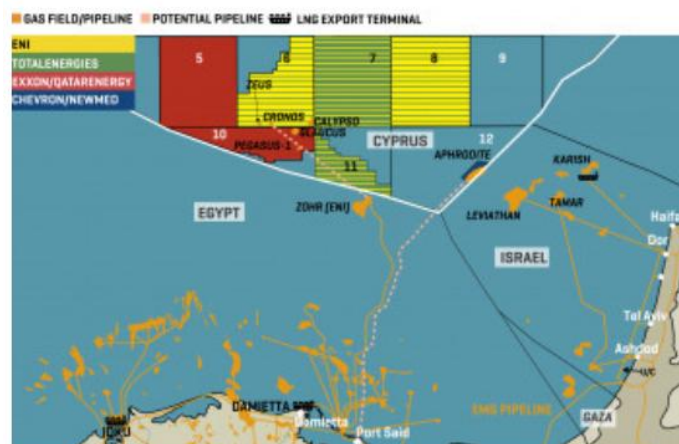 GAS FIELD/PIPELINE POTENTIAL PIPELINE LNG EXPORT TERMINAL
ENI
TOTALENERGIES
EXXON/QATARENERGY
CHEVRON/NEWMED
5
6
7
8
9
ZEUS
CRONOS
CALYPSO
GLAUCUS
10
PEGASUS-1
CYPRUS
12
APHRODITE
11
KARISH
ZOHR (ENI)
LEVIATHAN
TAMAR
EGYPT
Haifa
Dor
ISRAEL
Tel Aviv
Ashdod
U/C
EMG PIPELINE
GAZA
DAMIETTA
Damietta
IDKU
Port Said